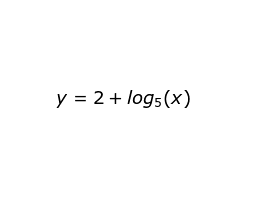 y = 2 + log₅(x)